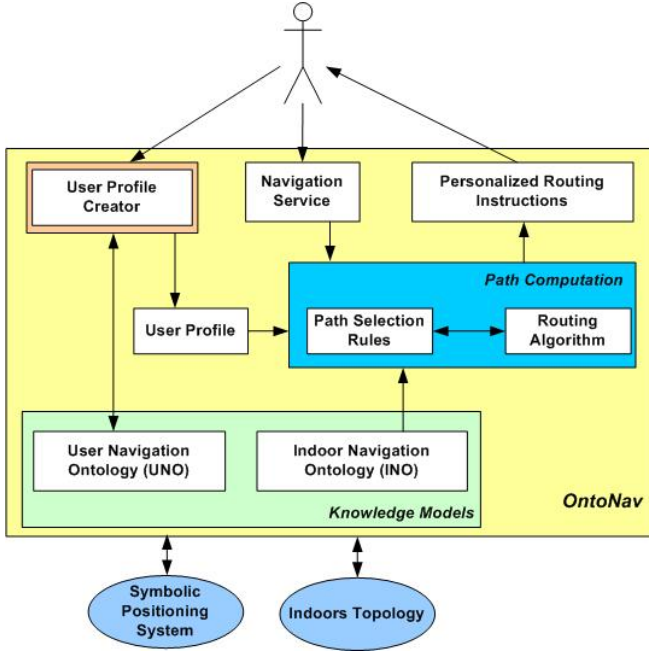 User Profile
Creator
Navigation
Service
Personalized Routing
Instructions
Path Computation
User Profile
Path Selection
Rules
Routing
Algorithm
User Navigation
Ontology (UNO)
Indoor Navigation
Ontology (INO)
Knowledge Models
OntoNav
Symbolic
Positioning
System
Indoors Topology